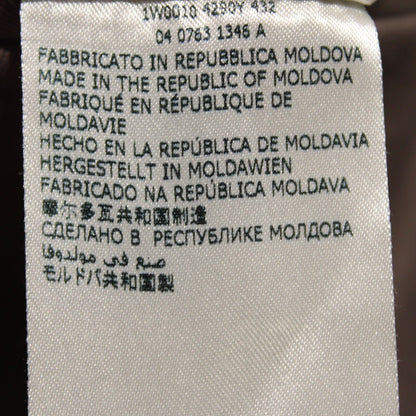 1W0010 4290Y 432
04 0763 1346 A
FABBRICATO IN REPUBBLICA MOLDOVA
MADE IN THE REPUBLIC OF MOLDOVA
FABRIQUÉ EN RÉPUBLIQUE DE
MOLDAVIE
HECHO EN LA REPÚBLICA DE MOLDAVIA
HERGESTELLT IN MOLDAWIEN
FABRICADO NA REPÚBLICA MOLDAVA
摩尔多瓦共和国制造
СДЕЛАНО В РЕСПУБЛИКЕ МОЛДОВА
صنع في مولدوفا
モルドバ共和国製